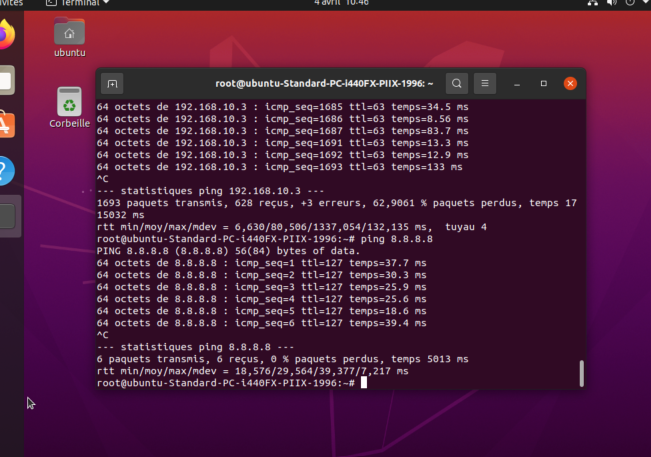 Terminal
4 avril 10:46
ubuntu
Corbeille
root@ubuntu-Standard-PC-i440FX-PIIX-1996: ~
64 octets de 192.168.10.3 : icmp_seq=1685 ttl=63 temps=34.5 ms
64 octets de 192.168.10.3 : icmp_seq=1686 ttl=63 temps=8.56 ms
64 octets de 192.168.10.3 : icmp_seq=1687 ttl=63 temps=83.7 ms
64 octets de 192.168.10.3 : icmp_seq=1691 ttl=63 temps=13.3 ms
64 octets de 192.168.10.3 : icmp_seq=1692 ttl=63 temps=12.9 ms
64 octets de 192.168.10.3 : icmp_seq=1693 ttl=63 temps=133 ms
^C
--- statistiques ping 192.168.10.3 ---
1693 paquets transmis, 628 reçus, +3 erreurs, 62,9061 % paquets perdus, temps 17
15032 ms
rtt min/moy/max/mdev = 6,630/80,506/1337,054/132,135 ms, tuyau 4
root@ubuntu-Standard-PC-i440FX-PIIX-1996:~# ping 8.8.8.8
PING 8.8.8.8 (8.8.8.8) 56(84) bytes of data.
64 octets de 8.8.8.8 : icmp_seq=1 ttl=127 temps=37.7 ms
64 octets de 8.8.8.8 : icmp_seq=2 ttl=127 temps=30.3 ms
64 octets de 8.8.8.8 : icmp_seq=3 ttl=127 temps=25.9 ms
64 octets de 8.8.8.8 : icmp_seq=4 ttl=127 temps=25.6 ms
64 octets de 8.8.8.8 : icmp_seq=5 ttl=127 temps=18.6 ms
64 octets de 8.8.8.8 : icmp_seq=6 ttl=127 temps=39.4 ms
^C
--- statistiques ping 8.8.8.8 ---
6 paquets transmis, 6 reçus, 0 % paquets perdus, temps 5013 ms
rtt min/moy/max/mdev = 18,576/29,564/39,377/7,217 ms
root@ubuntu-Standard-PC-i440FX-PIIX-1996:~#